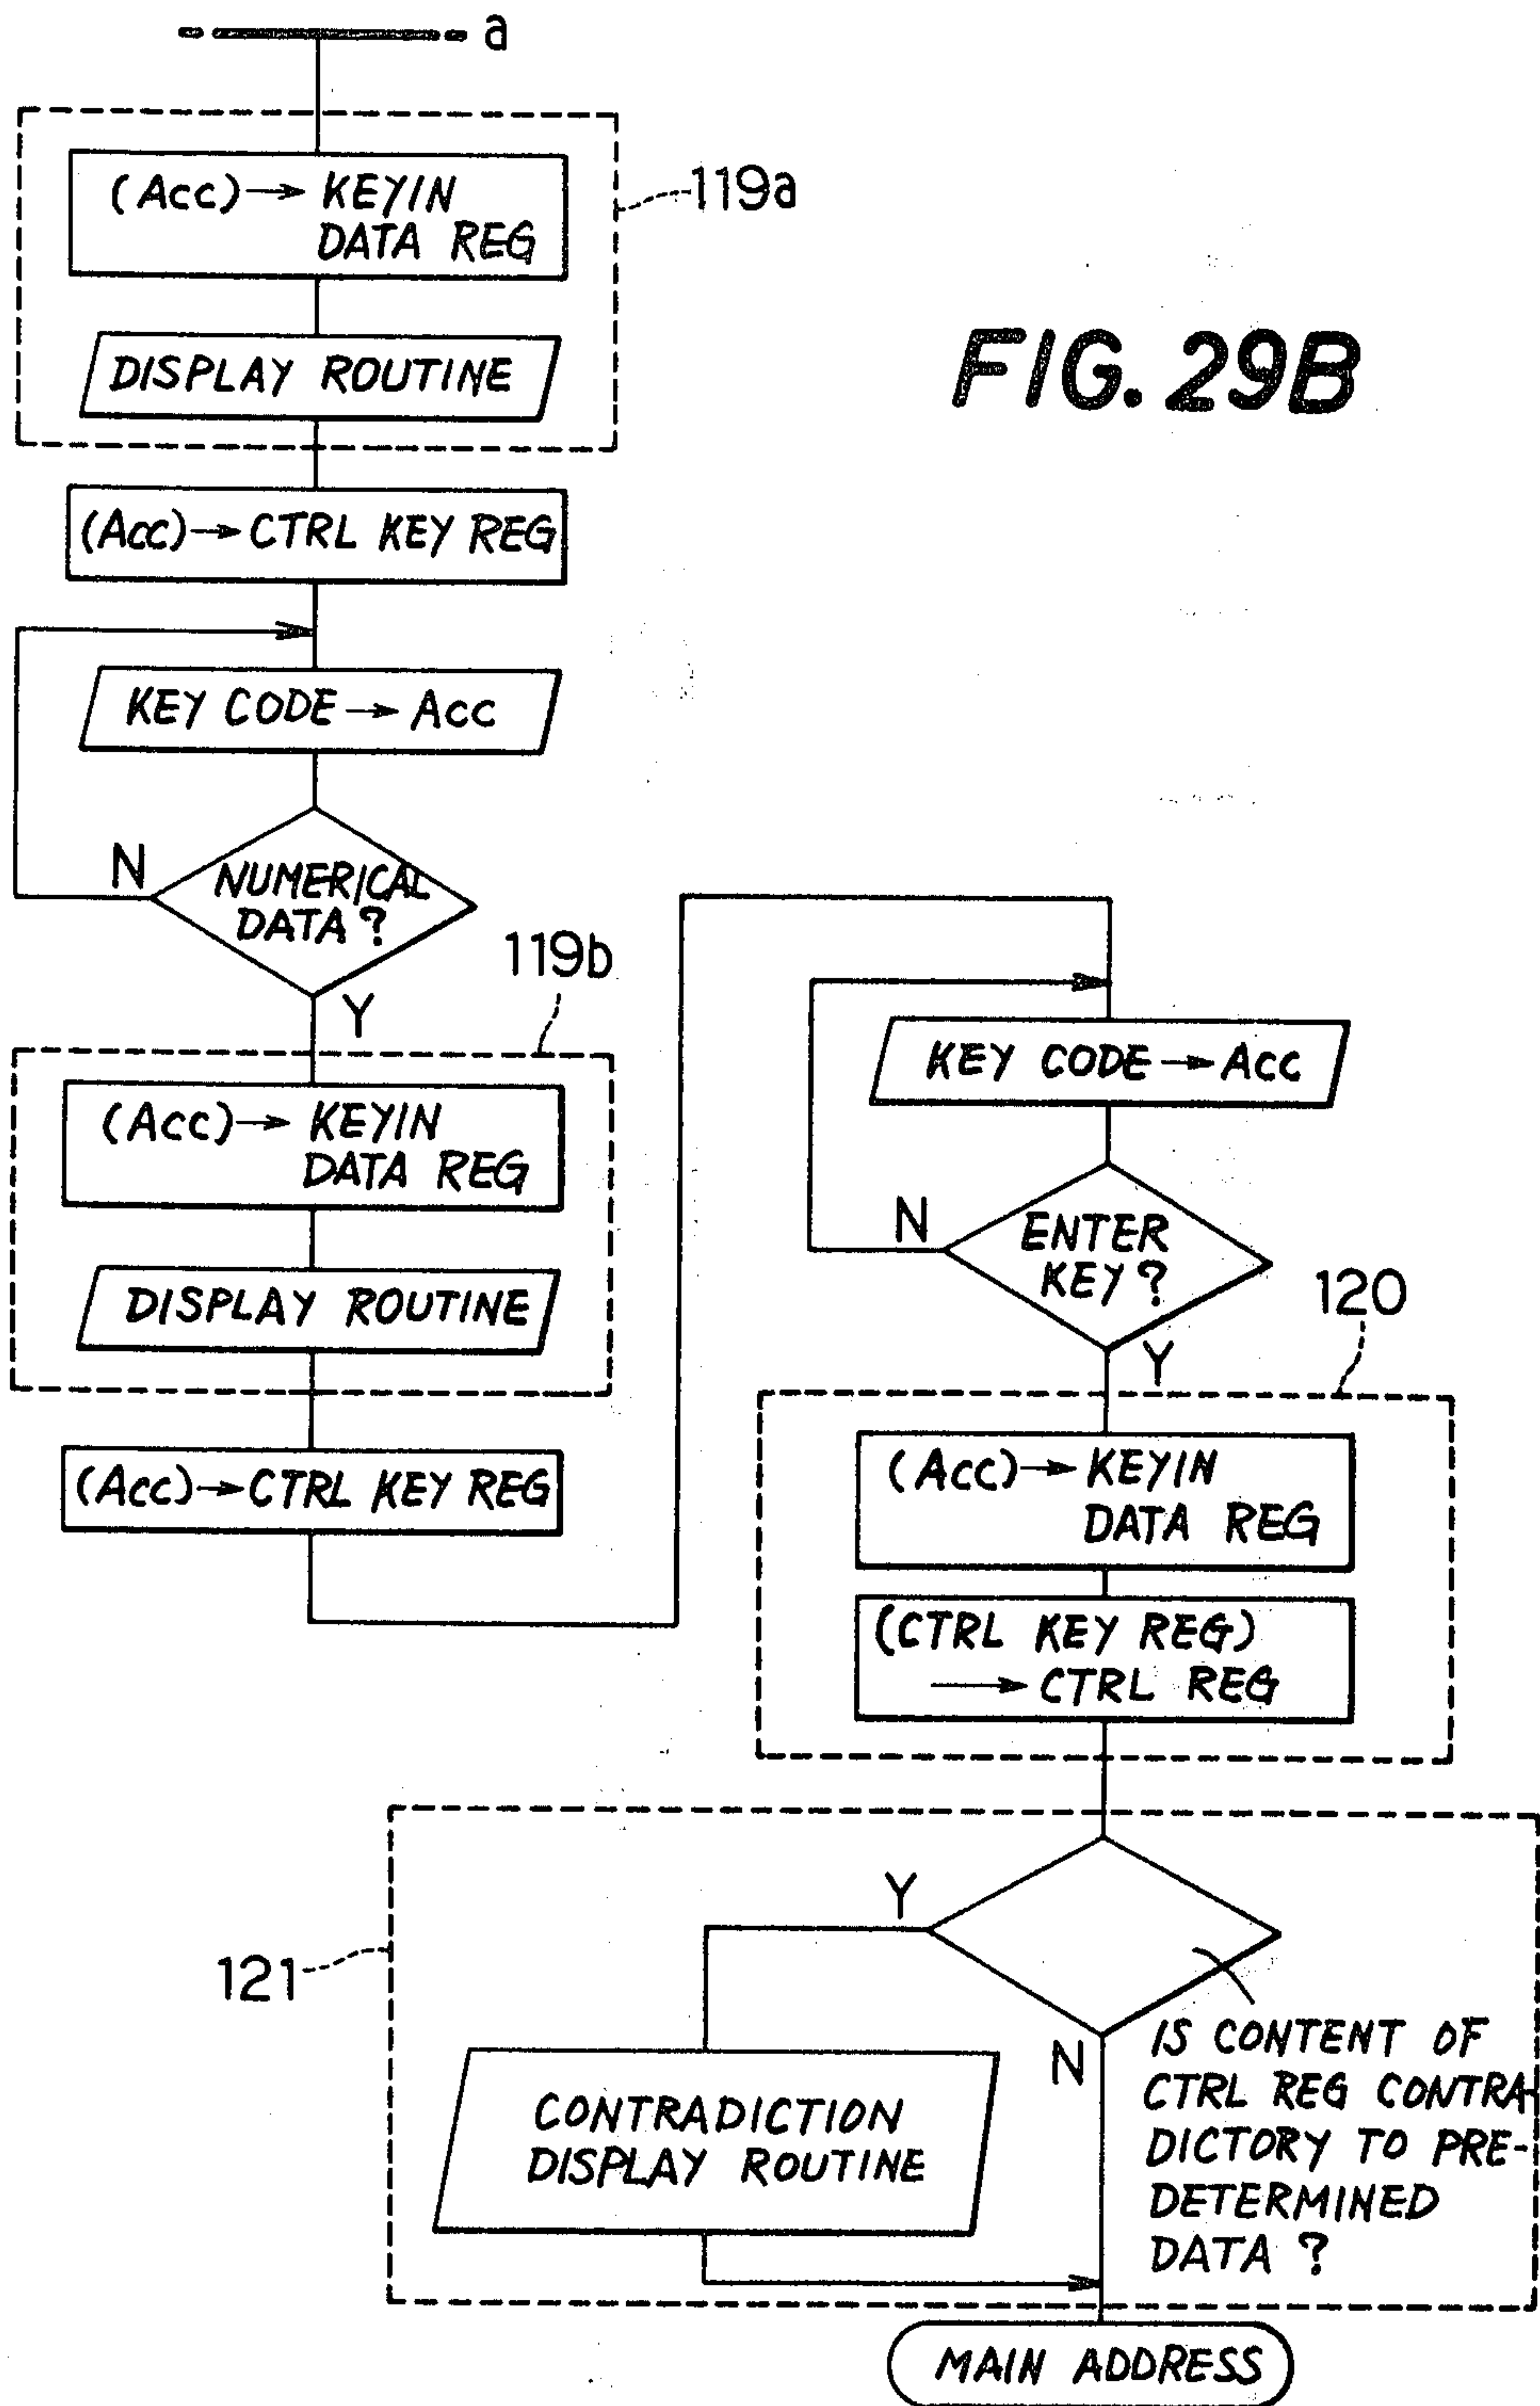 a
(Acc)→ KEYIN
DATA REG
119a
DISPLAY ROUTINE
FIG. 29B
(Acc)→CTRL KEY REG
KEY CODE→Acc
N
NUMERICAL
DATA?
Y
119b
(Acc)→ KEYIN
DATA REG
DISPLAY ROUTINE
(Acc)→CTRL KEY REG
KEY CODE→Acc
N
ENTER
KEY?
Y
120
(Acc)→ KEYIN
DATA REG
(CTRL KEY REG)
→ CTRL REG
121
Y
N
IS CONTENT OF
CTRL REG CONTRA-
DICTORY TO PRE-
DETERMINED
DATA?
CONTRADICTION
DISPLAY ROUTINE
MAIN ADDRESS